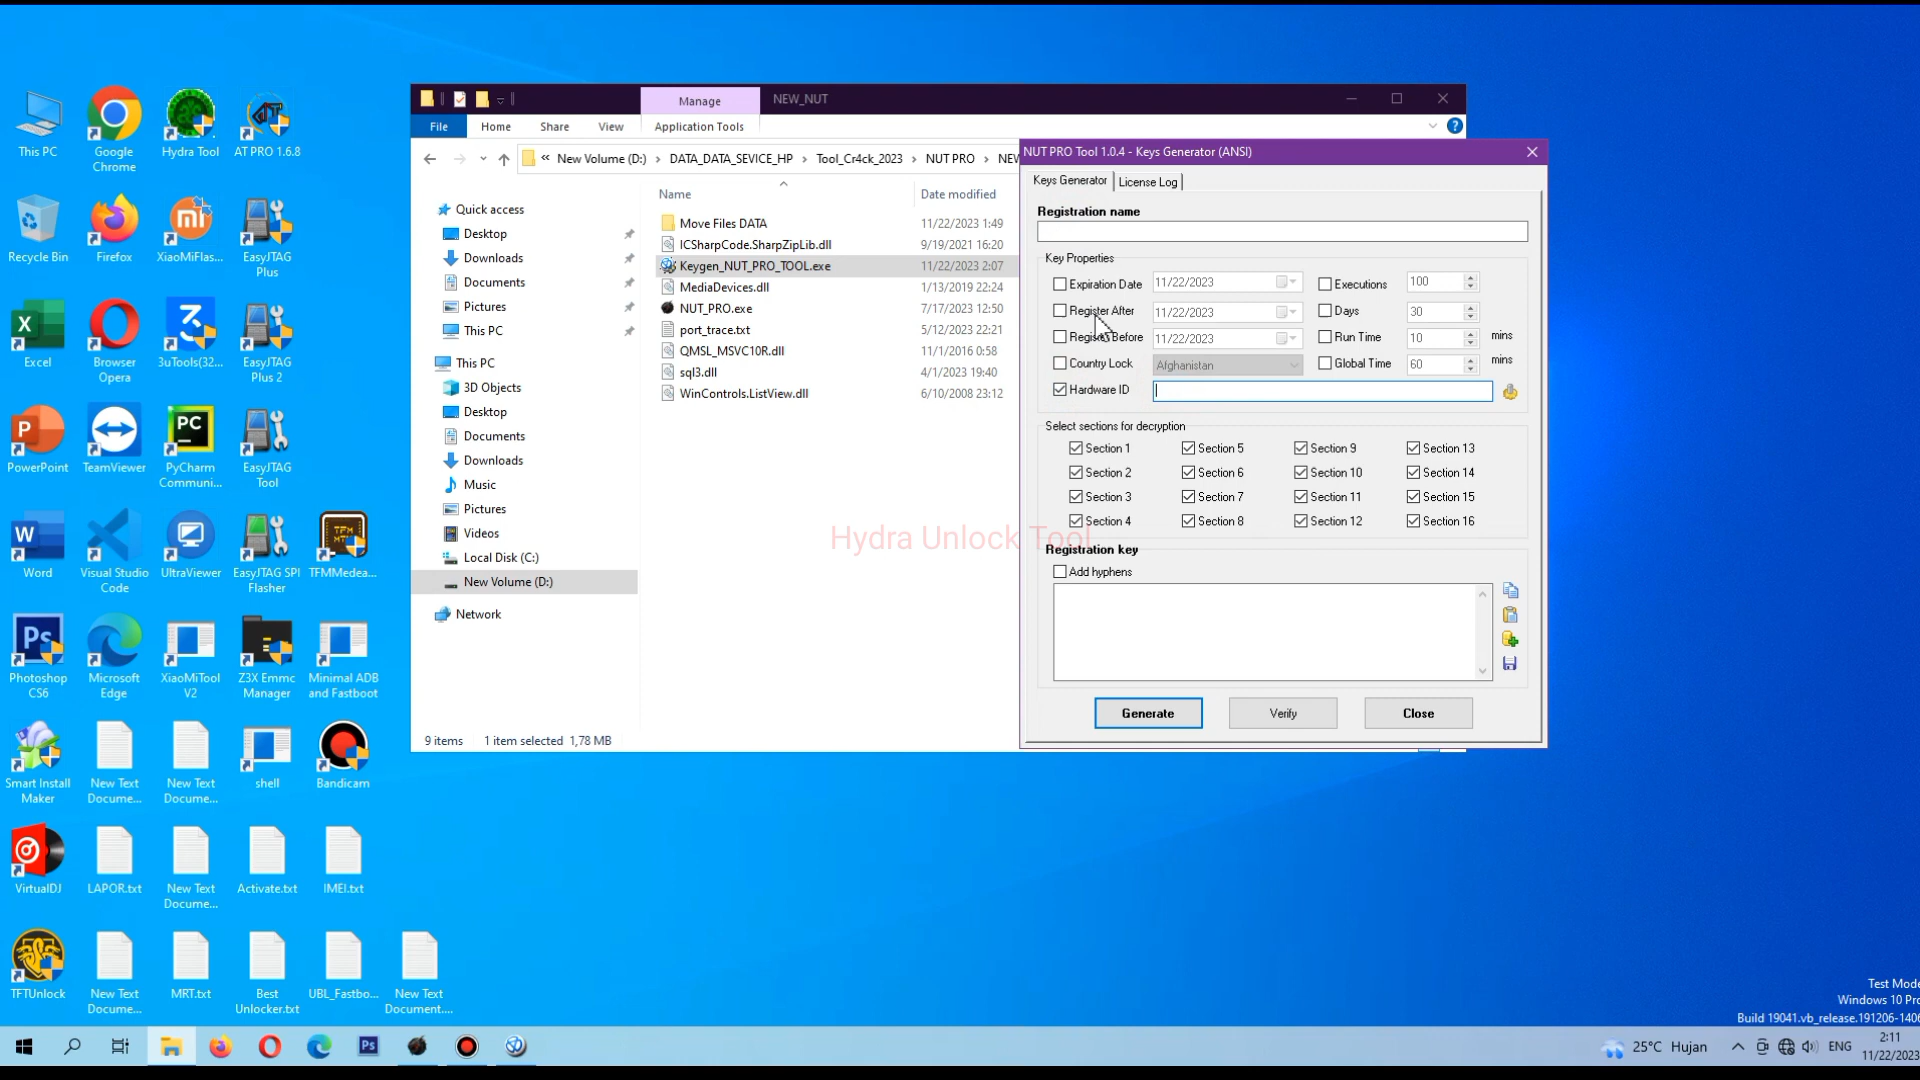 This PC
Google Chrome
Hydra Tool
AT PRO 1.6.8
Recycle Bin
Firefox
XiaoMiFlas...
EasyJTAG Plus
Excel
Browser Opera
3uTools(32...
EasyJTAG Plus 2
PowerPoint
TeamViewer
PyCharm Communi...
EasyJTAG Tool
Word
Visual Studio Code
UltraViewer
EasyJTAG SPI Flasher
TFMMedea...
Photoshop CS6
Microsoft Edge
XiaoMiTool V2
Z3X Emmc Manager
Minimal ADB and Fastboot
Smart Install Maker
New Text Docume...
New Text Docume...
shell
Bandicam
VirtualDJ
LAPOR.txt
New Text Docume...
Activate.txt
IMEI.txt
TFTUnlock
New Text Docume...
MRT.txt
Best Unlocker.txt
UBL_Fastbo...
New Text Document....
Manage
NEW_NUT
File
Home
Share
View
Application Tools
« New Volume (D:) > DATA_DATA_SEVICE_HP > Tool_Cr4ck_2023 > NUT PRO >
Quick access
Desktop
Downloads
Documents
Pictures
This PC
This PC
3D Objects
Desktop
Documents
Downloads
Music
Pictures
Videos
Local Disk (C:)
New Volume (D:)
Network
Name
Date modified
Move Files DATA 11/22/2023 1:49
ICSharpCode.SharpZipLib.dll 9/19/2021 16:20
Keygen_NUT_PRO_TOOL.exe 11/22/2023 2:07
MediaDevices.dll 1/13/2019 22:24
NUT_PRO.exe 7/17/2023 12:50
port_trace.txt 5/12/2023 22:21
QMSL_MSVC10R.dll 11/1/2016 0:58
sql3.dll 4/1/2023 19:40
WinControls.ListView.dll 6/10/2008 23:12
9 items 1 item selected 1,78 MB
NUT PRO Tool 1.0.4 - Keys Generator (ANSI)
Keys Generator
License Log
Registration name
Key Properties
Expiration Date 11/22/2023 Executions 100
Register After 11/22/2023 Days 30
Register Before 11/22/2023 Run Time 10 mins
Country Lock Afghanistan Global Time 60 mins
Hardware ID
Select sections for decryption
Section 1 Section 5 Section 9 Section 13
Section 2 Section 6 Section 10 Section 14
Section 3 Section 7 Section 11 Section 15
Section 4 Section 8 Section 12 Section 16
Hydra Unlock Tool
Registration key
Add hyphens
Generate
Verify
Close
Test Mode
Windows 10 Pro
Build 19041.vb_release.191206-1406
25°C Hujan
ENG
2:11
11/22/2023